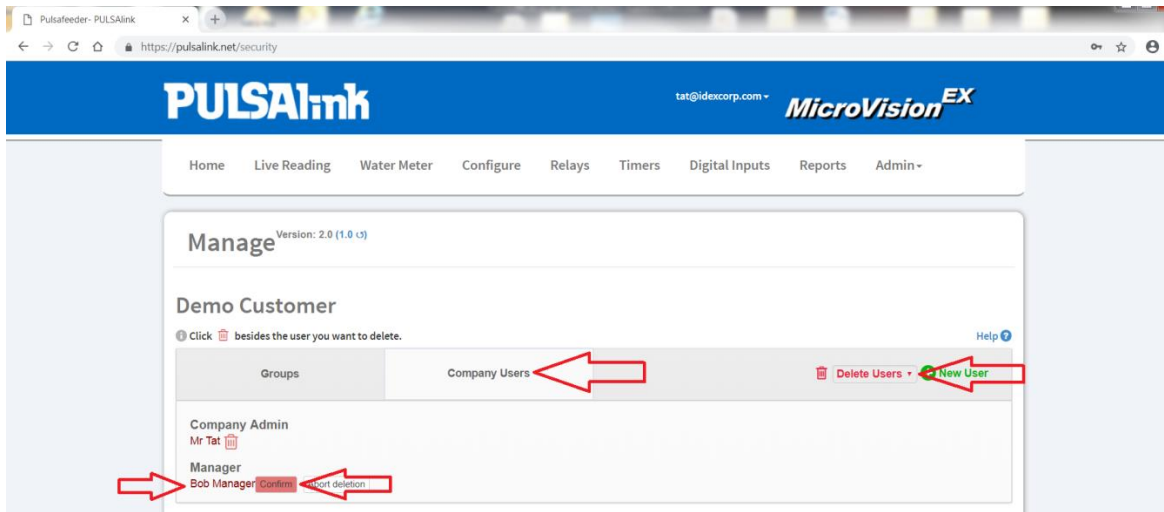 Pulsafeeder- PULSAlink
https://pulsalink.net/security
PULSAlink
tat@idexcorp.com
MicroVision EX
Home Live Reading Water Meter Configure Relays Timers Digital Inputs Reports Admin
Manage Version: 2.0 (1.0 ↺)
Demo Customer
Click besides the user you want to delete.
Help
Groups Company Users Delete Users New User
Company Admin
Mr Tat
Manager
Bob Manager Confirm Abort deletion